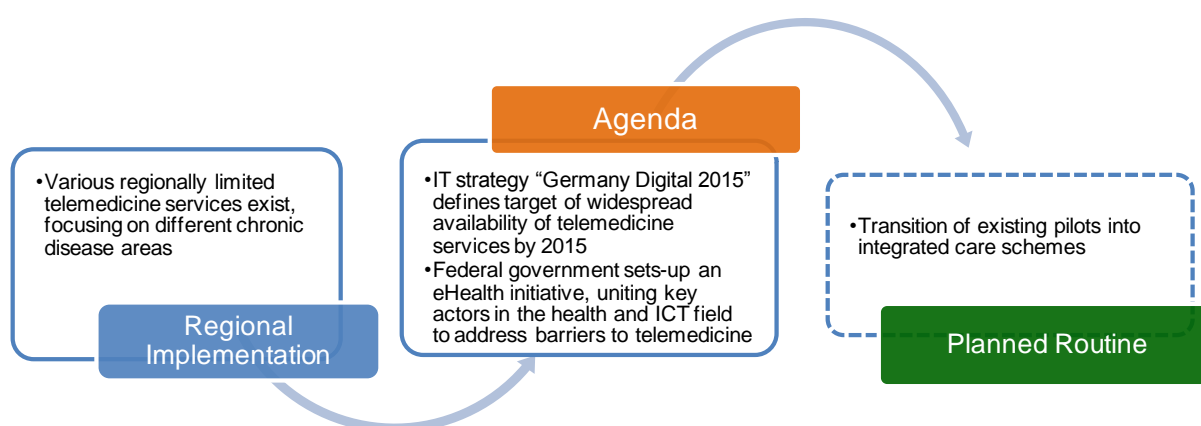 •Various regionally limited
telemedicine services exist,
focusing on different chronic
disease areas
Regional
Implementation
Agenda
•IT strategy “Germany Digital 2015”
defines target of widespread
availability of telemedicine
services by 2015
•Federal government sets-up an
eHealth initiative, uniting key
actors in the health and ICT field
to address barriers to telemedicine
•Transition of existing pilots into
integrated care schemes
Planned Routine